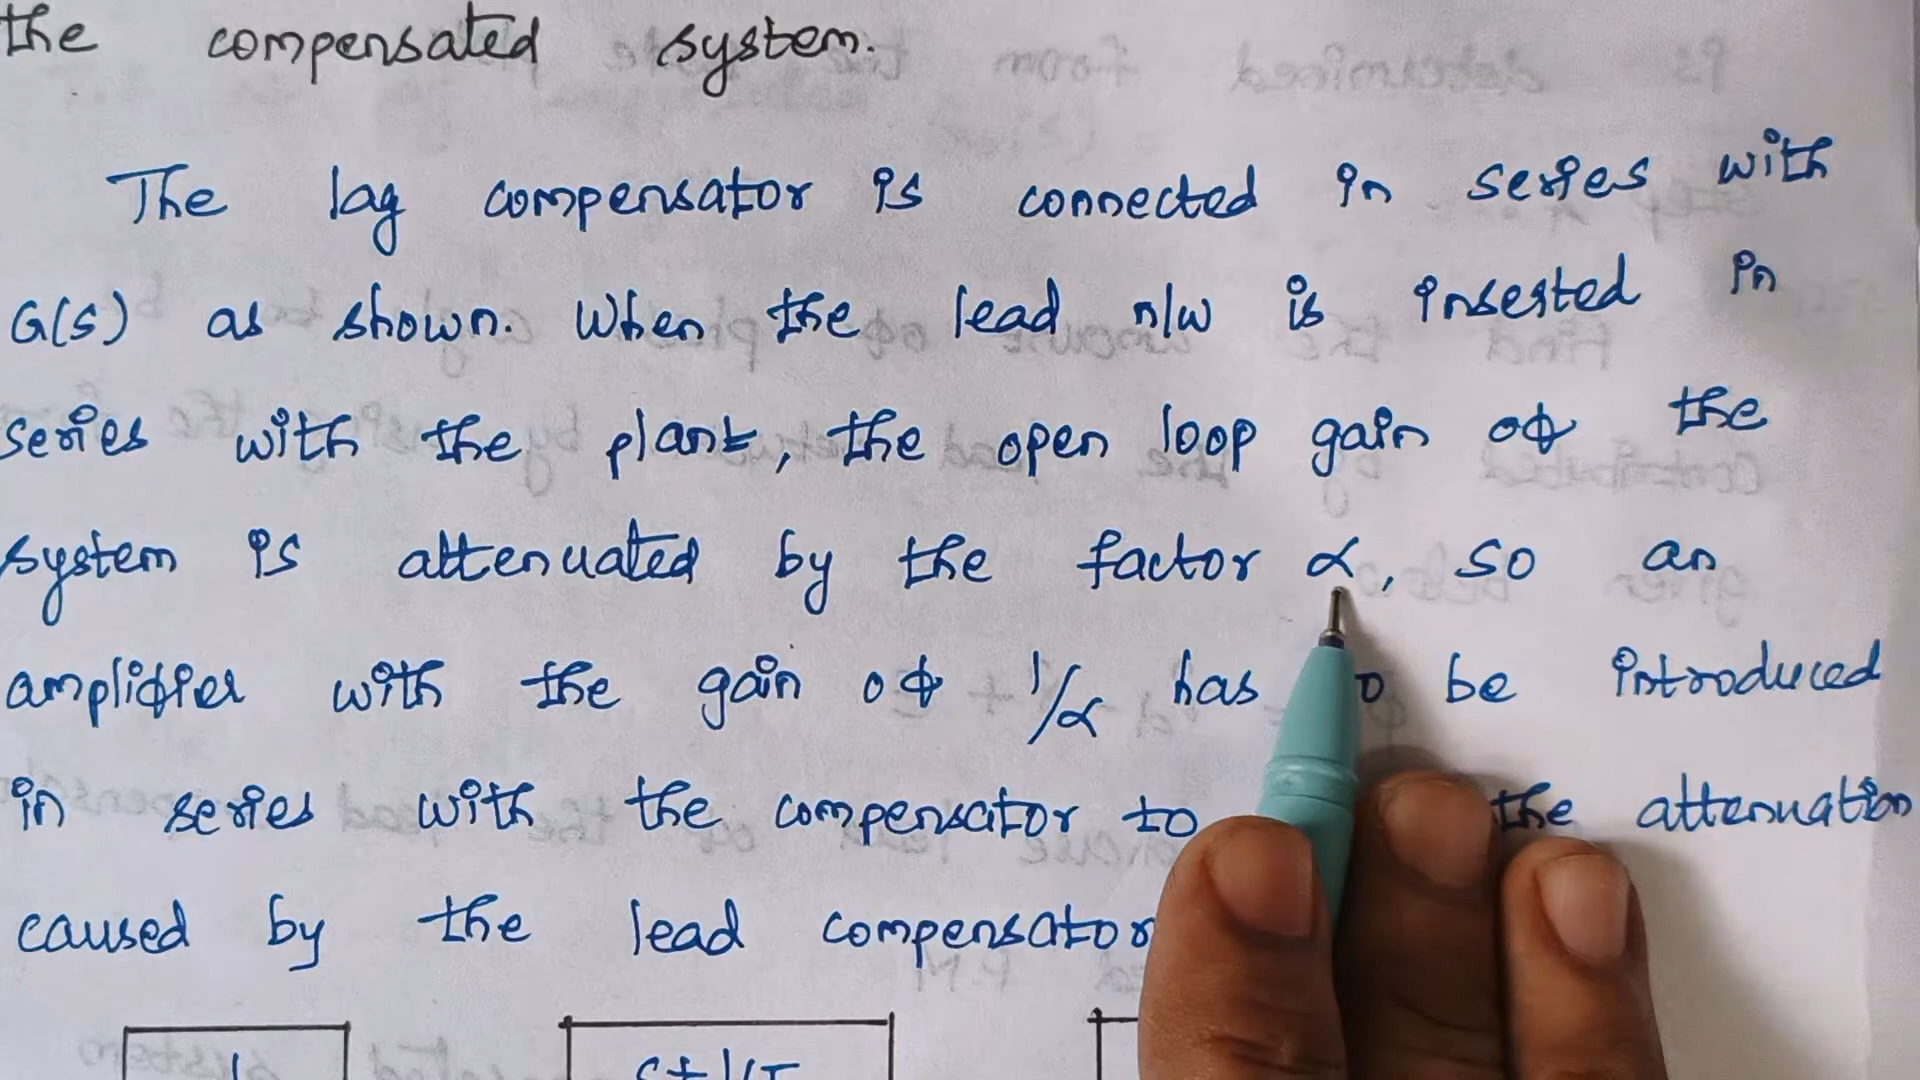 the compensated system.
The lag compensator is connected in series with
G(s) as shown. When the lead n/w is inserted in
series with the plant, the open loop gain of the
system is attenuated by the factor α, so an
amplifier with the gain of 1/α has to be introduced
in series with the compensator to the attenuation
caused by the lead compensator